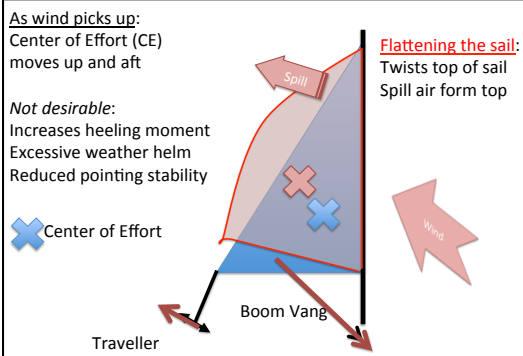 As wind picks up:
Center of Effort (CE)
moves up and aft
Not desirable:
Increases heeling moment
Excessive weather helm
Reduced pointing stability
Center of Effort
Flattening the sail:
Twists top of sail
Spill air form top
Spill
Wind
Boom Vang
Traveller